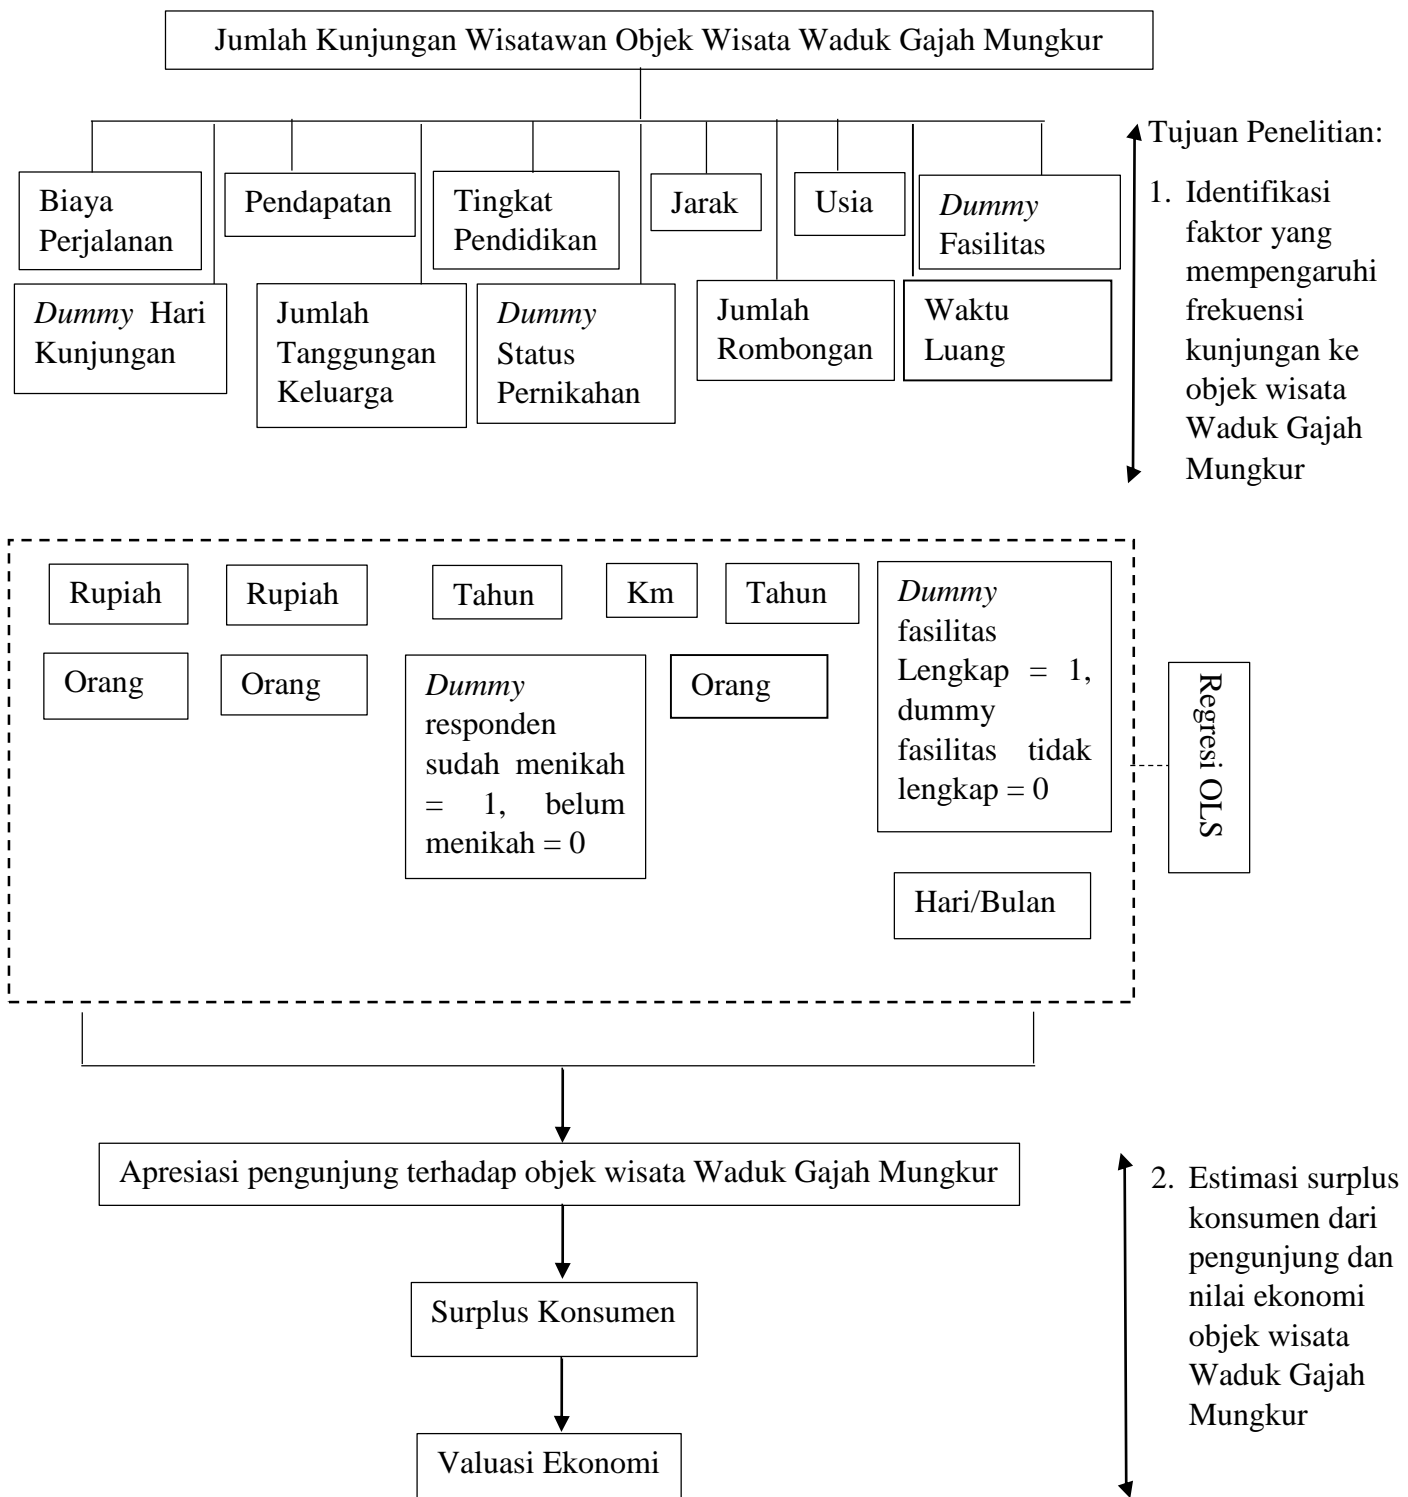 Jumlah Kunjungan Wisatawan Objek Wisata Waduk Gajah Mungkur
Biaya
Perjalanan
Pendapatan
Tingkat
Pendidikan
Jarak
Usia
Dummy
Fasilitas
Dummy Hari
Kunjungan
Jumlah
Tanggungan
Keluarga
Dummy
Status
Pernikahan
Jumlah
Rombongan
Waktu
Luang
Tujuan Penelitian:
1. Identifikasi
faktor yang
mempengaruhi
frekuensi
kunjungan ke
objek wisata
Waduk Gajah
Mungkur
Rupiah
Rupiah
Tahun
Km
Tahun
Dummy
fasilitas
Lengkap = 1,
dummy
fasilitas tidak
lengkap = 0
Orang
Orang
Dummy
responden
sudah menikah
= 1, belum
menikah = 0
Orang
Hari/Bulan
Regresi OLS
Apresiasi pengunjung terhadap objek wisata Waduk Gajah Mungkur
Surplus Konsumen
Valuasi Ekonomi
2. Estimasi surplus
konsumen dari
pengunjung dan
nilai ekonomi
objek wisata
Waduk Gajah
Mungkur